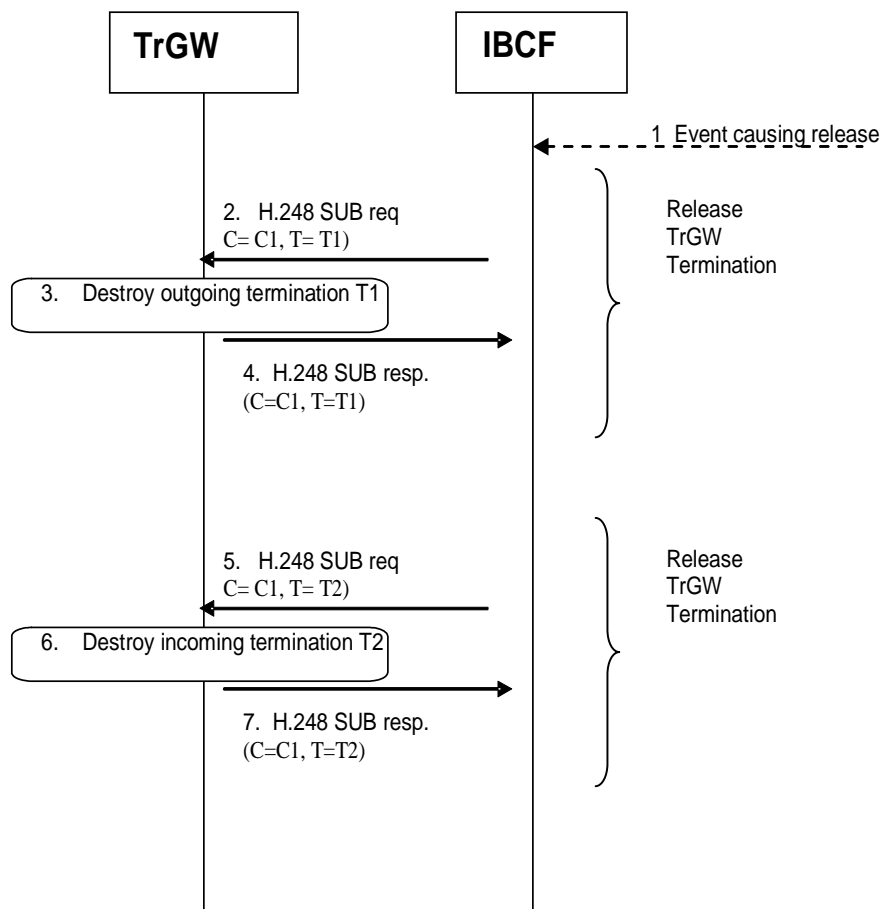 TrGW
IBCF
1 Event causing release
2. H.248 SUB req
C= C1, T= T1)
Release
TrGW
Termination
3. Destroy outgoing termination T1
4. H.248 SUB resp.
(C=C1, T=T1)
5. H.248 SUB req
C= C1, T= T2)
Release
TrGW
Termination
6. Destroy incoming termination T2
7. H.248 SUB resp.
(C=C1, T=T2)